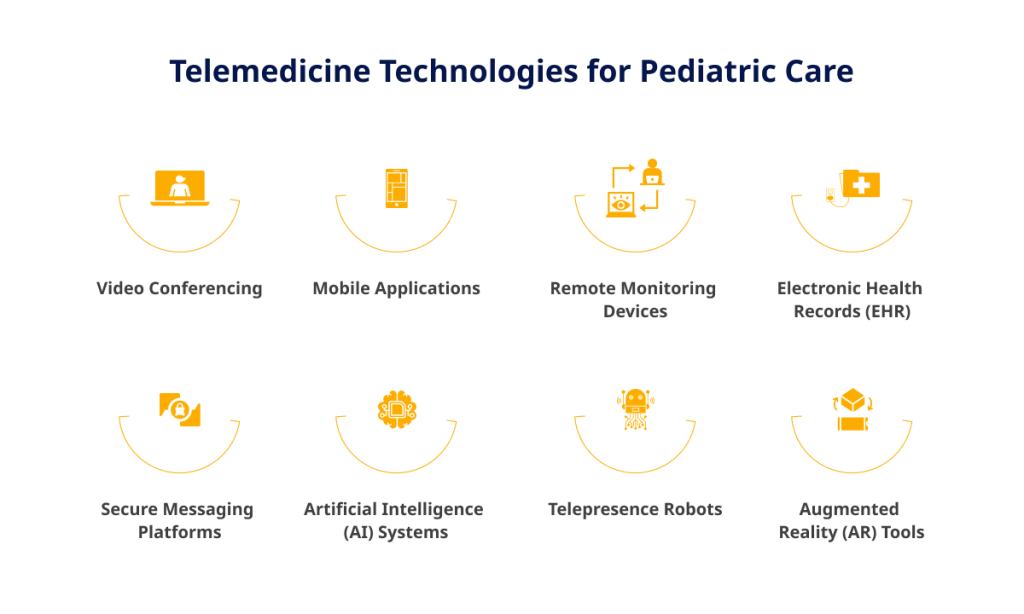 Telemedicine Technologies for Pediatric Care
Video Conferencing
Mobile Applications
Remote Monitoring
Devices
Electronic Health
Records (EHR)
Secure Messaging
Platforms
Artificial Intelligence
(AI) Systems
Telepresence Robots
Augmented
Reality (AR) Tools